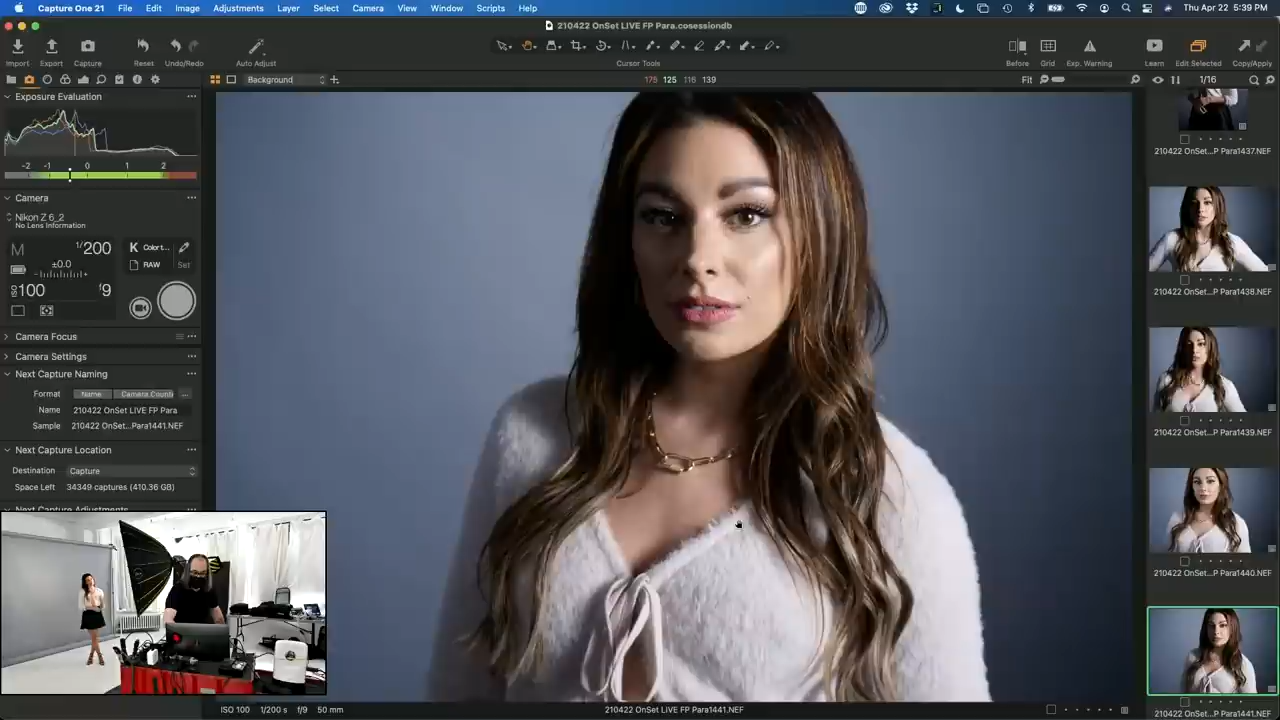 Capture One 21 File Edit Image Adjustments Layer Select Camera View Window Scripts Help Thu Apr 22 5:39 PM
210422 OnSet LIVE FP Para.cosessiondb
Import Export Capture Reset Undo/Redo Auto Adjust Cursor Tools Before Grid Exp. Warning Learn Edit Selected Copy/Apply
Background 175 125 116 139 Fit 1/16
Exposure Evaluation
-2 -1 0 1 2
Camera
Nikon Z 6_2
No Lens Information
M 1/200 K Color t...
±0.0 RAW Set
ISO 100 f9
Camera Focus
Camera Settings
Next Capture Naming
Format Name Camera Count
Name 210422 OnSet LIVE FP Para
Sample 210422 OnSet...Para1441.NEF
Next Capture Location
Destination Capture
Space Left 34349 captures (410.36 GB)
Next Capture Adjustments
210422 OnSet...P Para1437.NEF
210422 OnSet...P Para1438.NEF
210422 OnSet...P Para1439.NEF
210422 OnSet...P Para1440.NEF
210422 OnSet...P Para1441.NEF
ISO 100 1/200 s f/9 50 mm 210422 OnSet LIVE FP Para1441.NEF